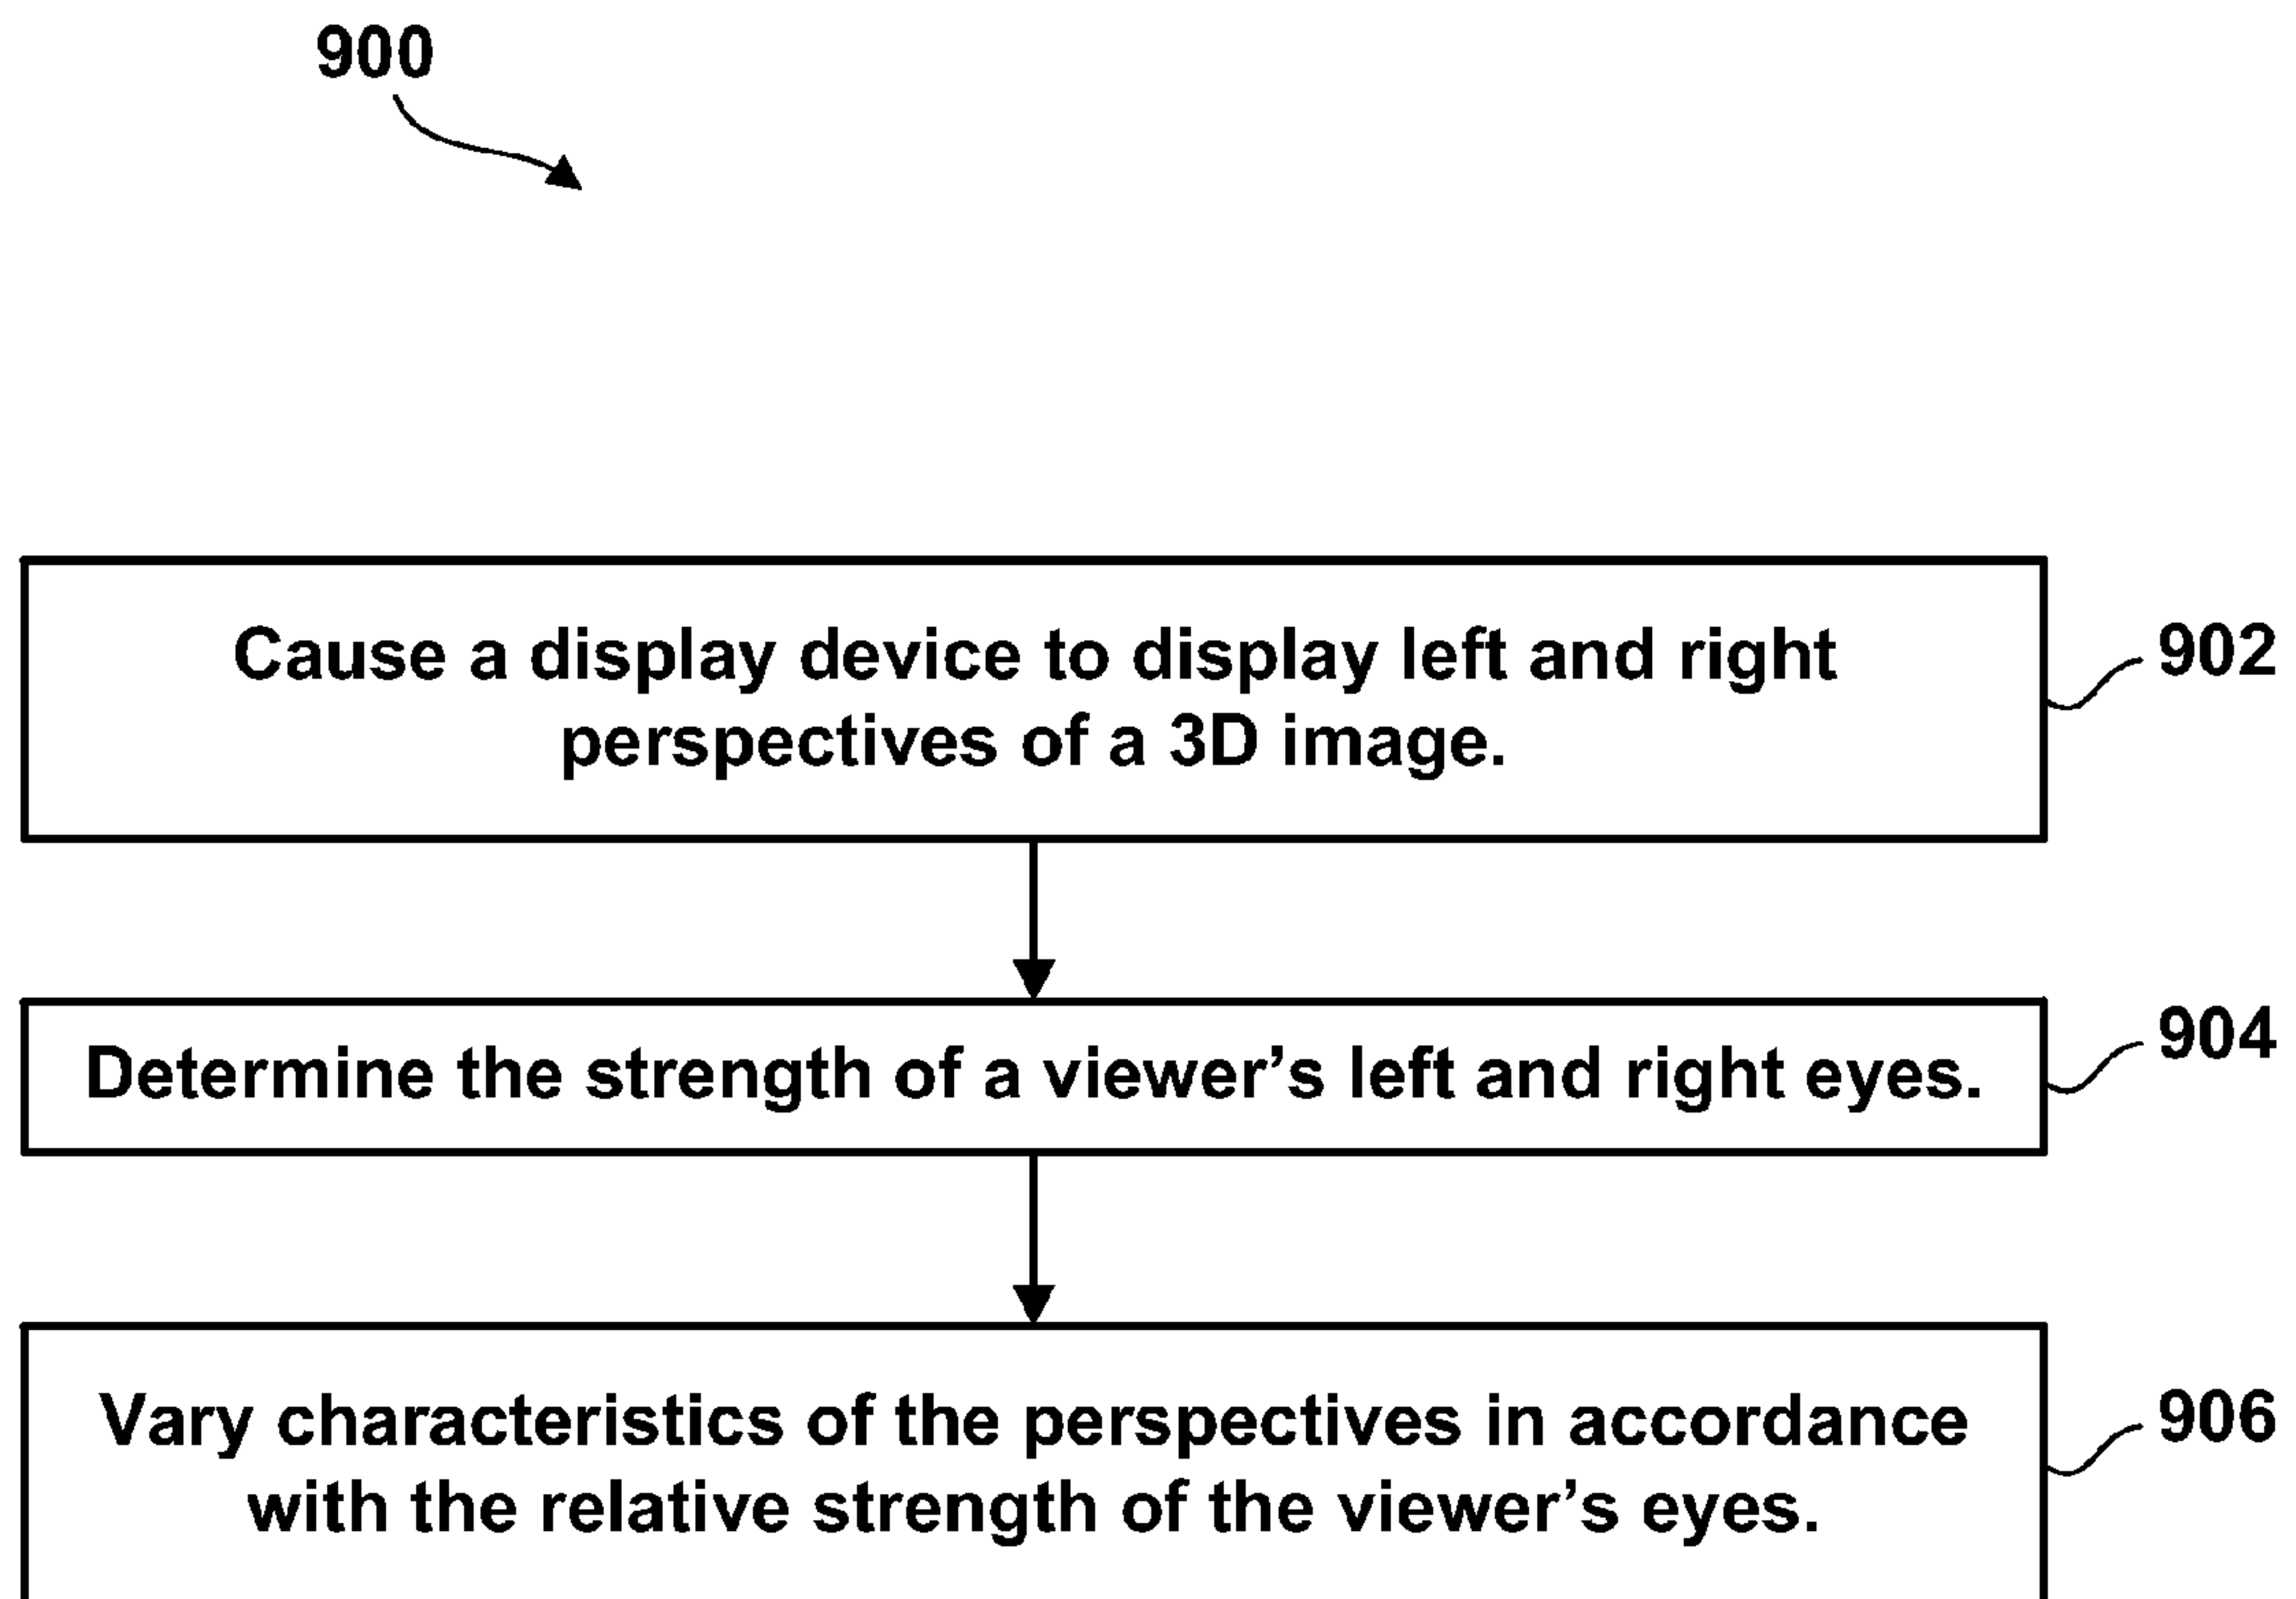 900
Cause a display device to display left and right
perspectives of a 3D image.
902
Determine the strength of a viewer’s left and right eyes.
904
Vary characteristics of the perspectives in accordance
with the relative strength of the viewer’s eyes.
906